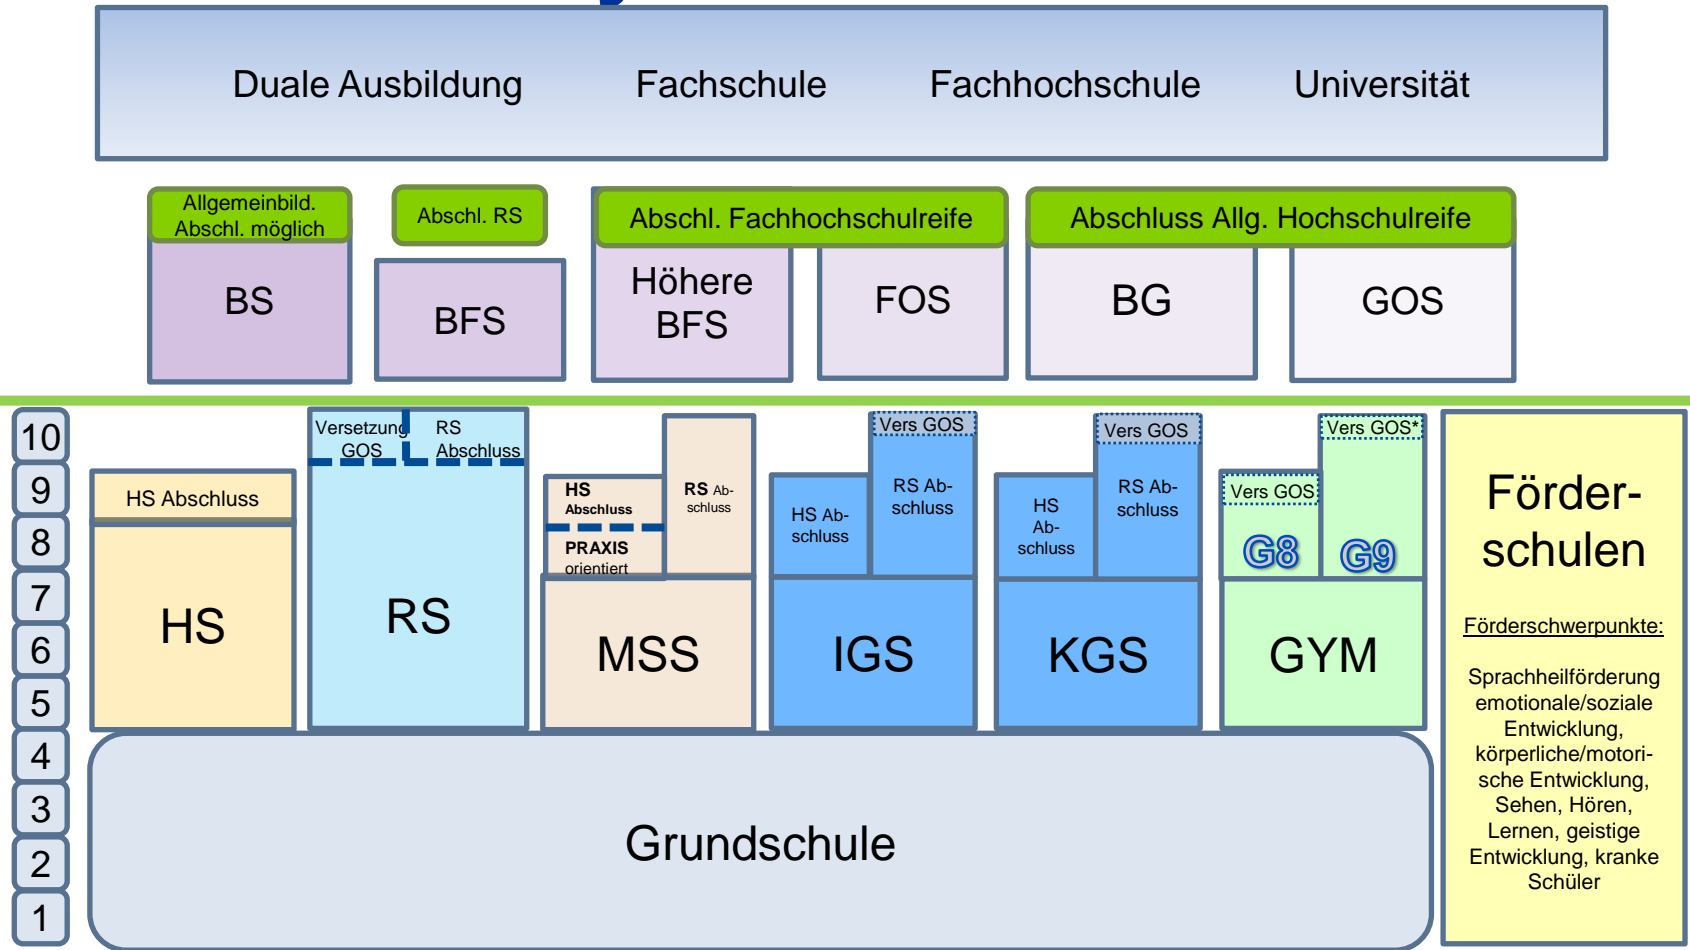 Duale Ausbildung
Fachschule
Fachhochschule
Universität
Allgemeinbild.
Abschl. möglich
Abschl. RS
Abschl. Fachhochschulreife
Abschluss Allg. Hochschulreife
BS
BFS
Höhere
BFS
FOS
BG
GOS
10
9
8
7
6
5
4
3
2
1
HS Abschluss
HS
Versetzung
GOS
RS
Abschluss
RS
HS
Abschluss
PRAXIS
orientiert
RS Ab-
schluss
MSS
HS Ab-
schluss
Vers GOS
RS Ab-
schluss
IGS
HS
Ab-
schluss
Vers GOS
RS Ab-
schluss
KGS
Vers GOS
G8
Vers GOS*
G9
GYM
Grundschule
Förder-
schulen
Förderschwerpunkte:
Sprachheilförderung
emotionale/soziale
Entwicklung,
körperliche/motori-
sche Entwicklung,
Sehen, Hören,
Lernen, geistige
Entwicklung, kranke
Schüler